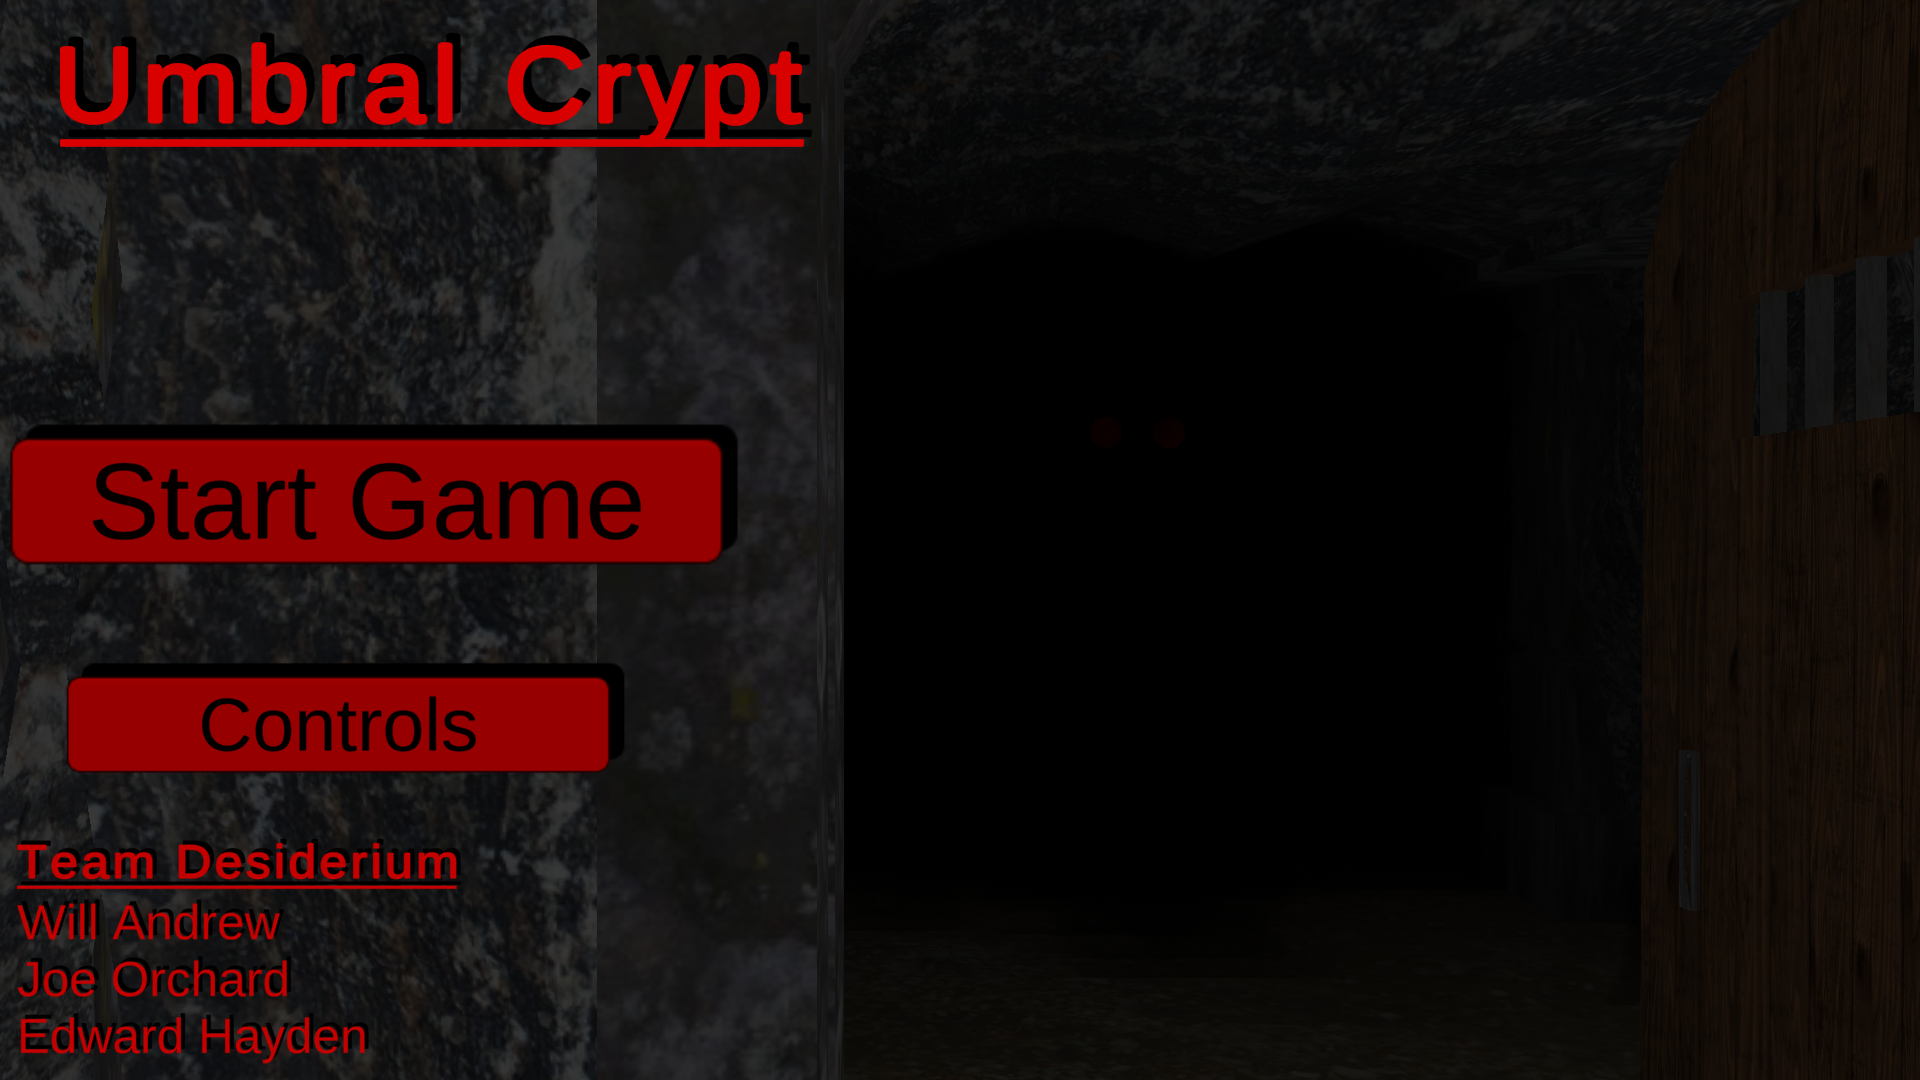 Umbral Crypt
Start Game
Controls
Team Desiderium
Will Andrew
Joe Orchard
Edward Hayden